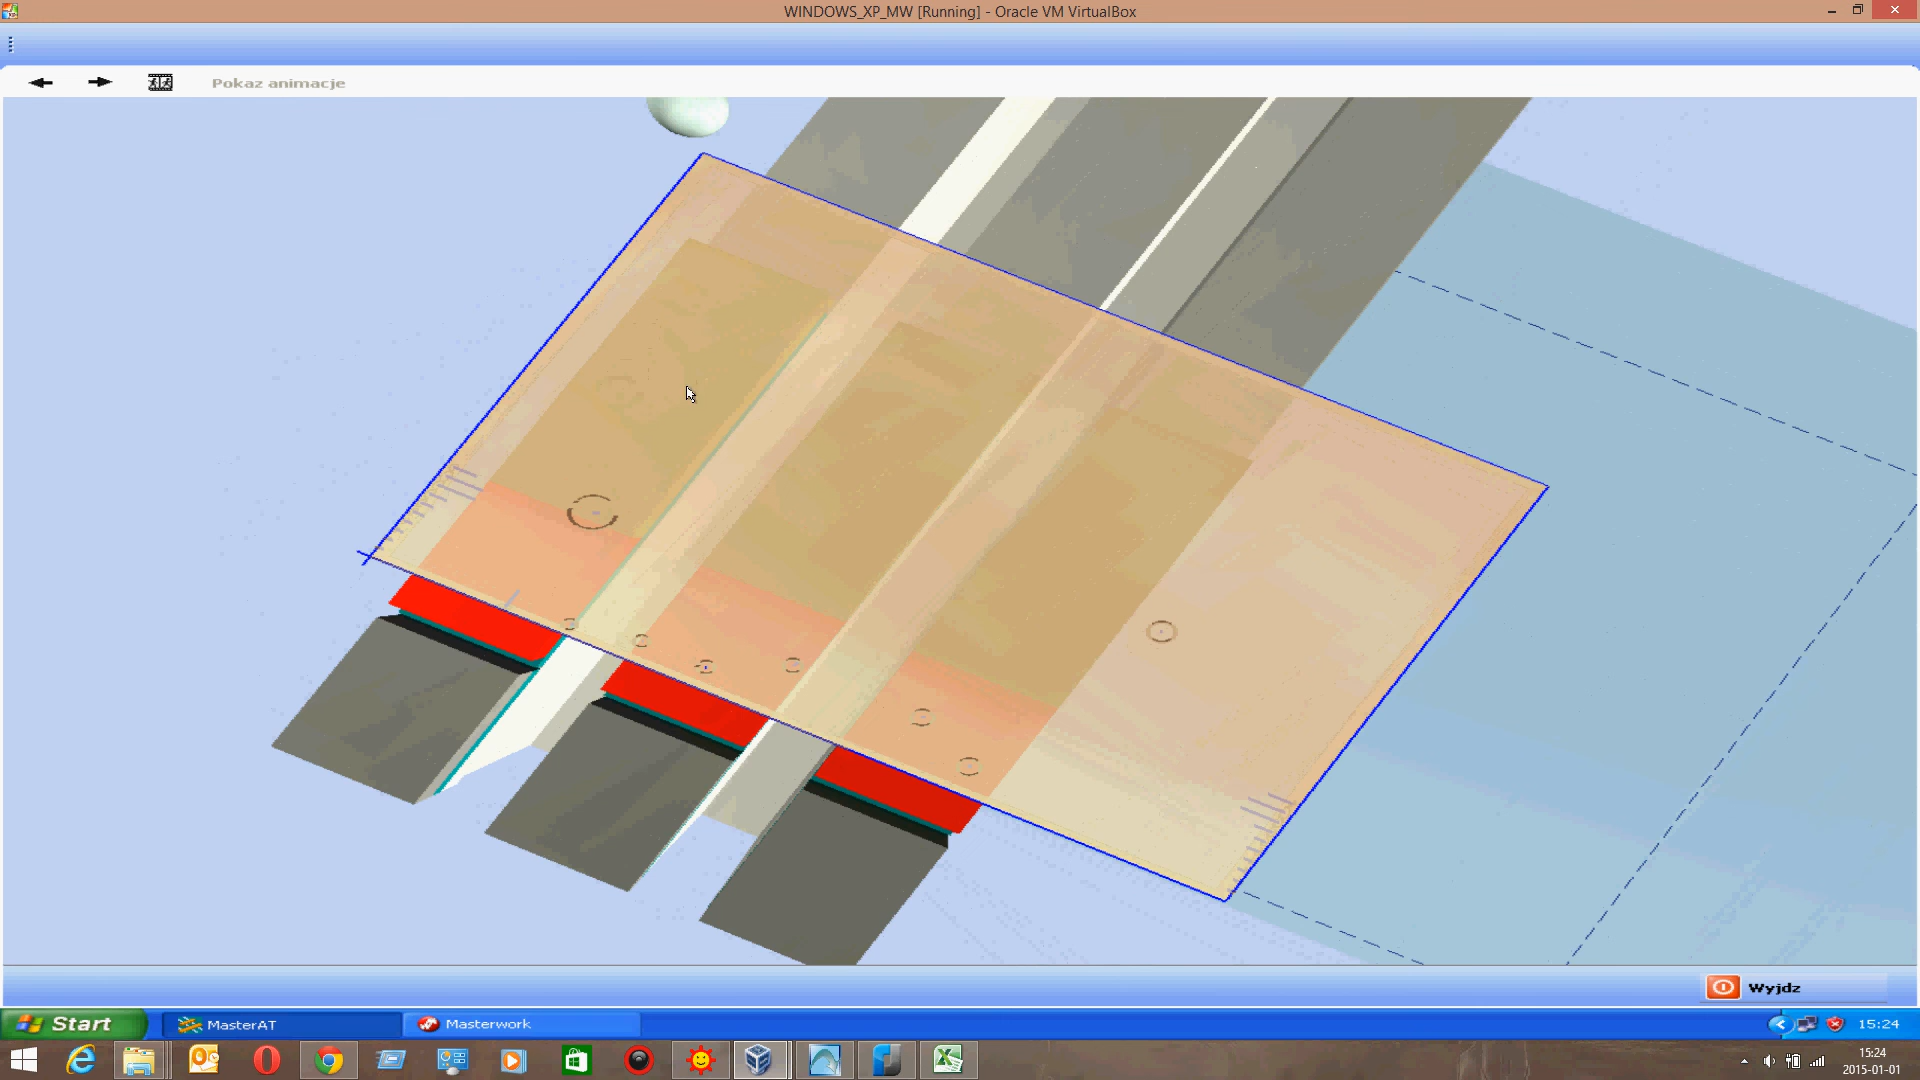 WINDOWS_XP_MW [Running] - Oracle VM VirtualBox
Pokaz animacje
Wyjdz
Start
MasterAT
Masterwork
15:24
15:24
2015-01-01